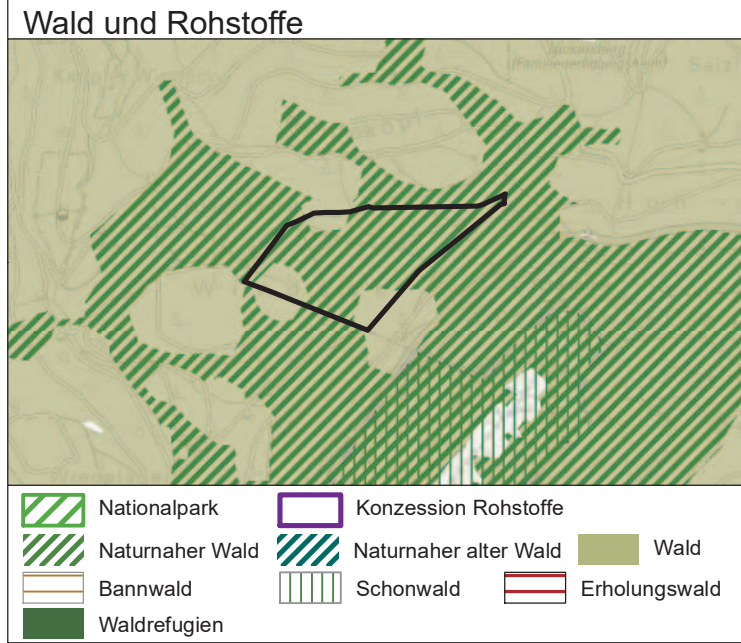 Wald und Rohstoffe
Nationalpark Konzession Rohstoffe
Naturnaher Wald Naturnaher alter Wald Wald
Bannwald Schonwald Erholungswald
Waldrefugien